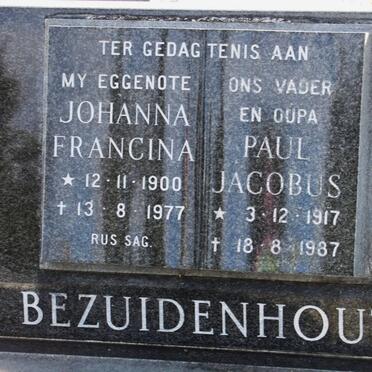 TER GEDAGTENIS AAN
MY EGGENOTE
JOHANNA
FRANCINA
★ 12·11·1900
† 13·8·1977
RUS SAG.
ONS VADER
EN OUPA
PAUL
JACOBUS
★ 3·12·1917
† 18·8·1987
BEZUIDENHOU